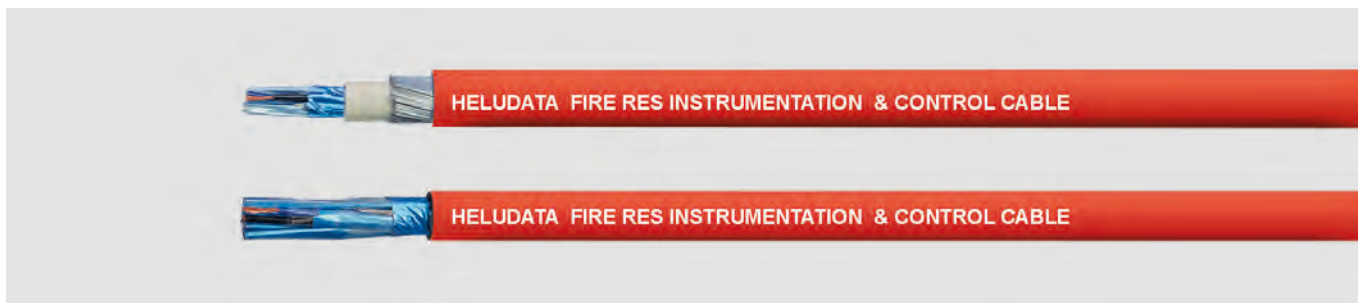 HELUDATA FIRE RES INSTRUMENTATION & CONTROL CABLE
HELUDATA FIRE RES INSTRUMENTATION & CONTROL CABLE